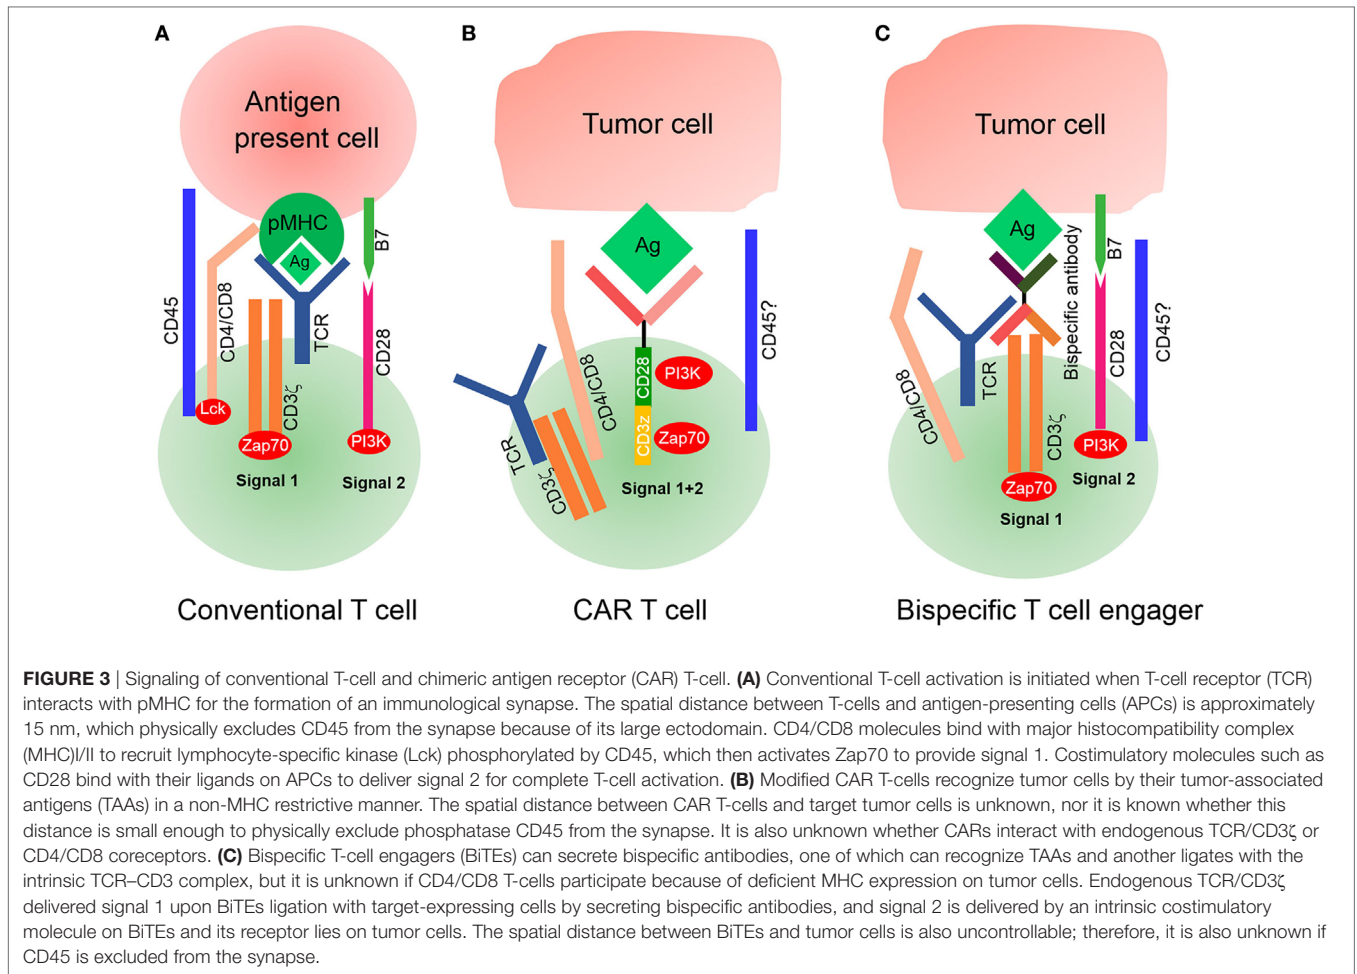 A
Antigen
present cell
pMHC
Ag
B7
CD45
CD4/CD8
TCR
CD28
CD3ζ
Lck
Zap70
PI3K
Signal 1
Signal 2
Conventional T cell
B
Tumor cell
Ag
CD45?
CD4/CD8
CD28
PI3K
CD3z
Zap70
TCR
CD3ζ
Signal 1+2
CAR T cell
C
Tumor cell
Ag
Bispecific antibody
B7
CD45?
CD28
CD4/CD8
TCR
CD3ζ
PI3K
Zap70
Signal 2
Signal 1
Bispecific T cell engager
FIGURE 3 | Signaling of conventional T-cell and chimeric antigen receptor (CAR) T-cell. (A) Conventional T-cell activation is initiated when T-cell receptor (TCR)
interacts with pMHC for the formation of an immunological synapse. The spatial distance between T-cells and antigen-presenting cells (APCs) is approximately
15 nm, which physically excludes CD45 from the synapse because of its large ectodomain. CD4/CD8 molecules bind with major histocompatibility complex
(MHC)I/II to recruit lymphocyte-specific kinase (Lck) phosphorylated by CD45, which then activates Zap70 to provide signal 1. Costimulatory molecules such as
CD28 bind with their ligands on APCs to deliver signal 2 for complete T-cell activation. (B) Modified CAR T-cells recognize tumor cells by their tumor-associated
antigens (TAAs) in a non-MHC restrictive manner. The spatial distance between CAR T-cells and target tumor cells is unknown, nor it is known whether this
distance is small enough to physically exclude phosphatase CD45 from the synapse. It is also unknown whether CARs interact with endogenous TCR/CD3ζ or
CD4/CD8 coreceptors. (C) Bispecific T-cell engagers (BiTEs) can secrete bispecific antibodies, one of which can recognize TAAs and another ligates with the
intrinsic TCR–CD3 complex, but it is unknown if CD4/CD8 T-cells participate because of deficient MHC expression on tumor cells. Endogenous TCR/CD3ζ
delivered signal 1 upon BiTEs ligation with target-expressing cells by secreting bispecific antibodies, and signal 2 is delivered by an intrinsic costimulatory
molecule on BiTEs and its receptor lies on tumor cells. The spatial distance between BiTEs and tumor cells is also uncontrollable; therefore, it is also unknown if
CD45 is excluded from the synapse.